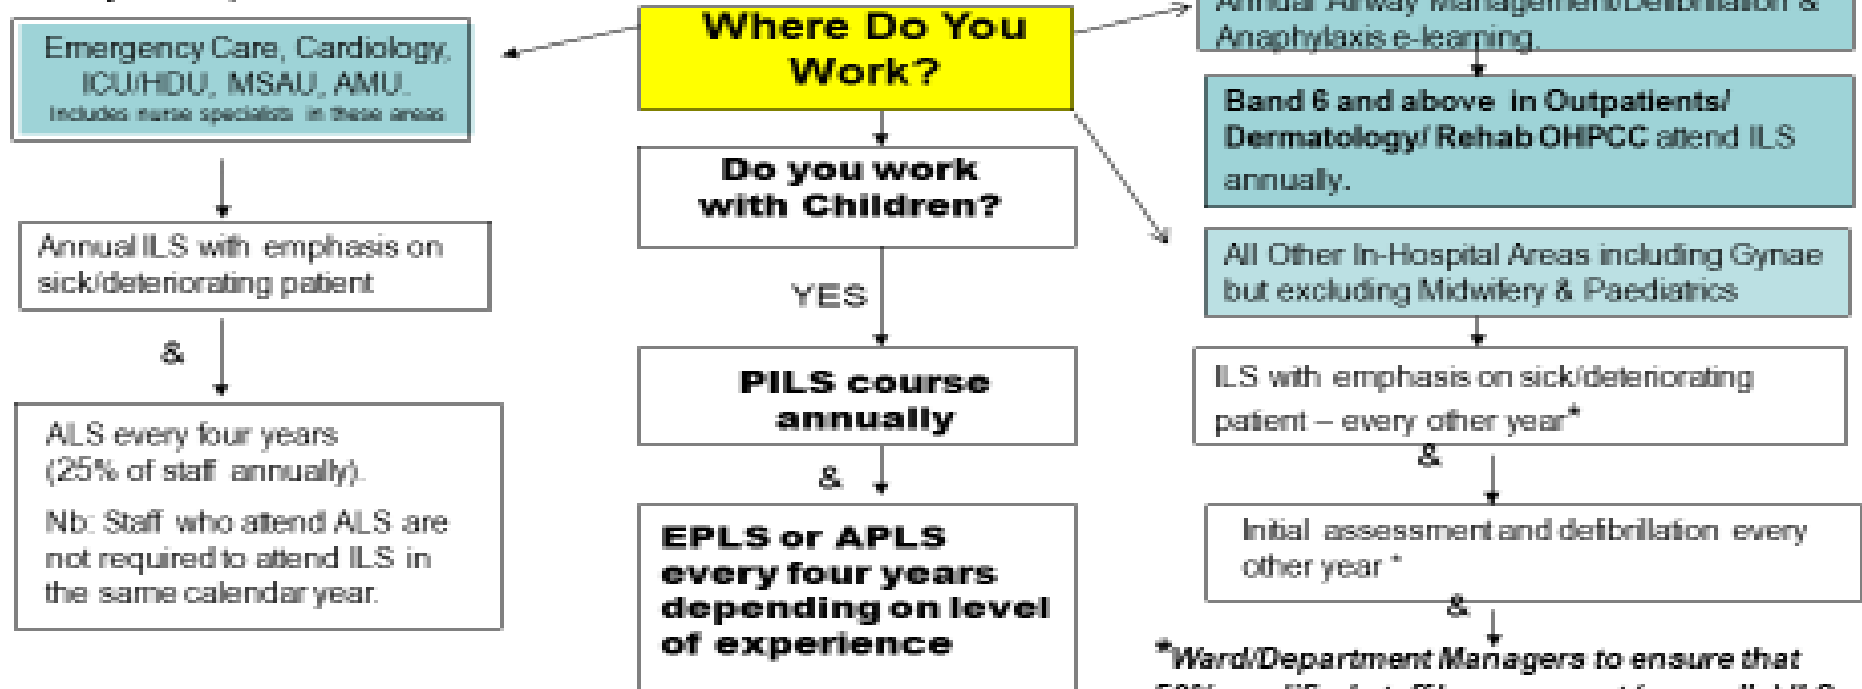 Where Do You
Work?
Emergency Care, Cardiology,
ICU/HDU, MSAU, AMU.
Includes nurse specialists in these areas
Annual ILS with emphasis on
sick/deteriorating patient
&
ALS every four years
(25% of staff annually).
Nb: Staff who attend ALS are
not required to attend ILS in
the same calendar year.
Do you work
with Children?
YES
PILS course
annually
&
EPLS or APLS
every four years
depending on level
of experience
Annual Airway Management/Defibrillation &
Anaphylaxis e-learning.
Band 6 and above in Outpatients/
Dermatology/ Rehab OHPCC attend ILS
annually.
All Other In-Hospital Areas including Gynae
but excluding Midwifery & Paediatrics
ILS with emphasis on sick/deteriorating
patient – every other year*
&
Initial assessment and defibrillation every
other year *
&
*Ward/Department Managers to ensure that